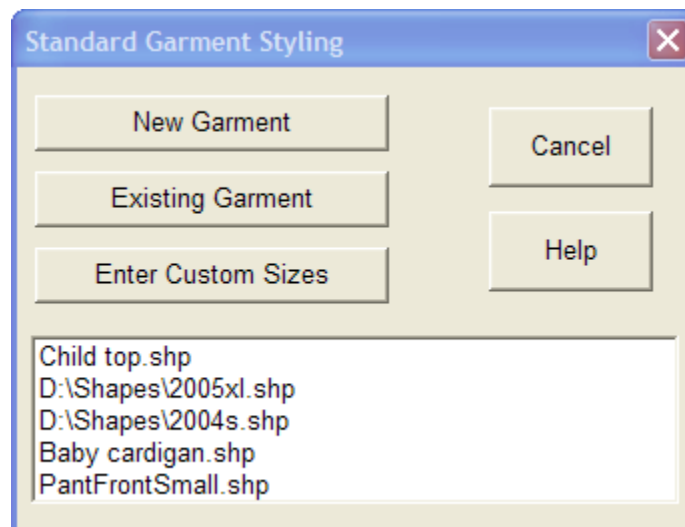 Standard Garment Styling
New Garment
Cancel
Existing Garment
Help
Enter Custom Sizes
Child top.shp
D:\Shapes\2005xl.shp
D:\Shapes\2004s.shp
Baby cardigan.shp
PantFrontSmall.shp